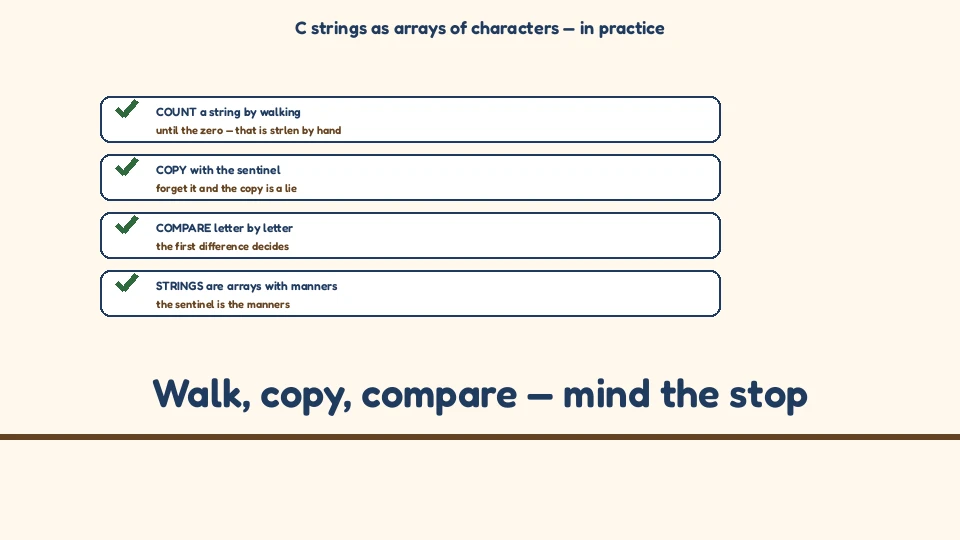 C strings as arrays of characters — in practice
COUNT a string by walking
until the zero — that is strlen by hand
COPY with the sentinel
forget it and the copy is a lie
COMPARE letter by letter
the first difference decides
STRINGS are arrays with manners
the sentinel is the manners
Walk, copy, compare — mind the stop